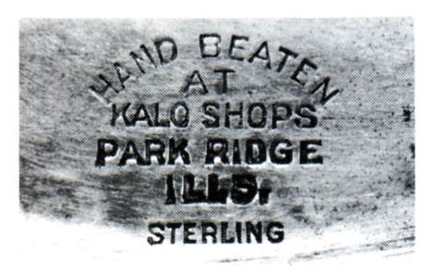 HAND BEATEN
AT
KALO SHOPS
PARK RIDGE
ILLS.
STERLING